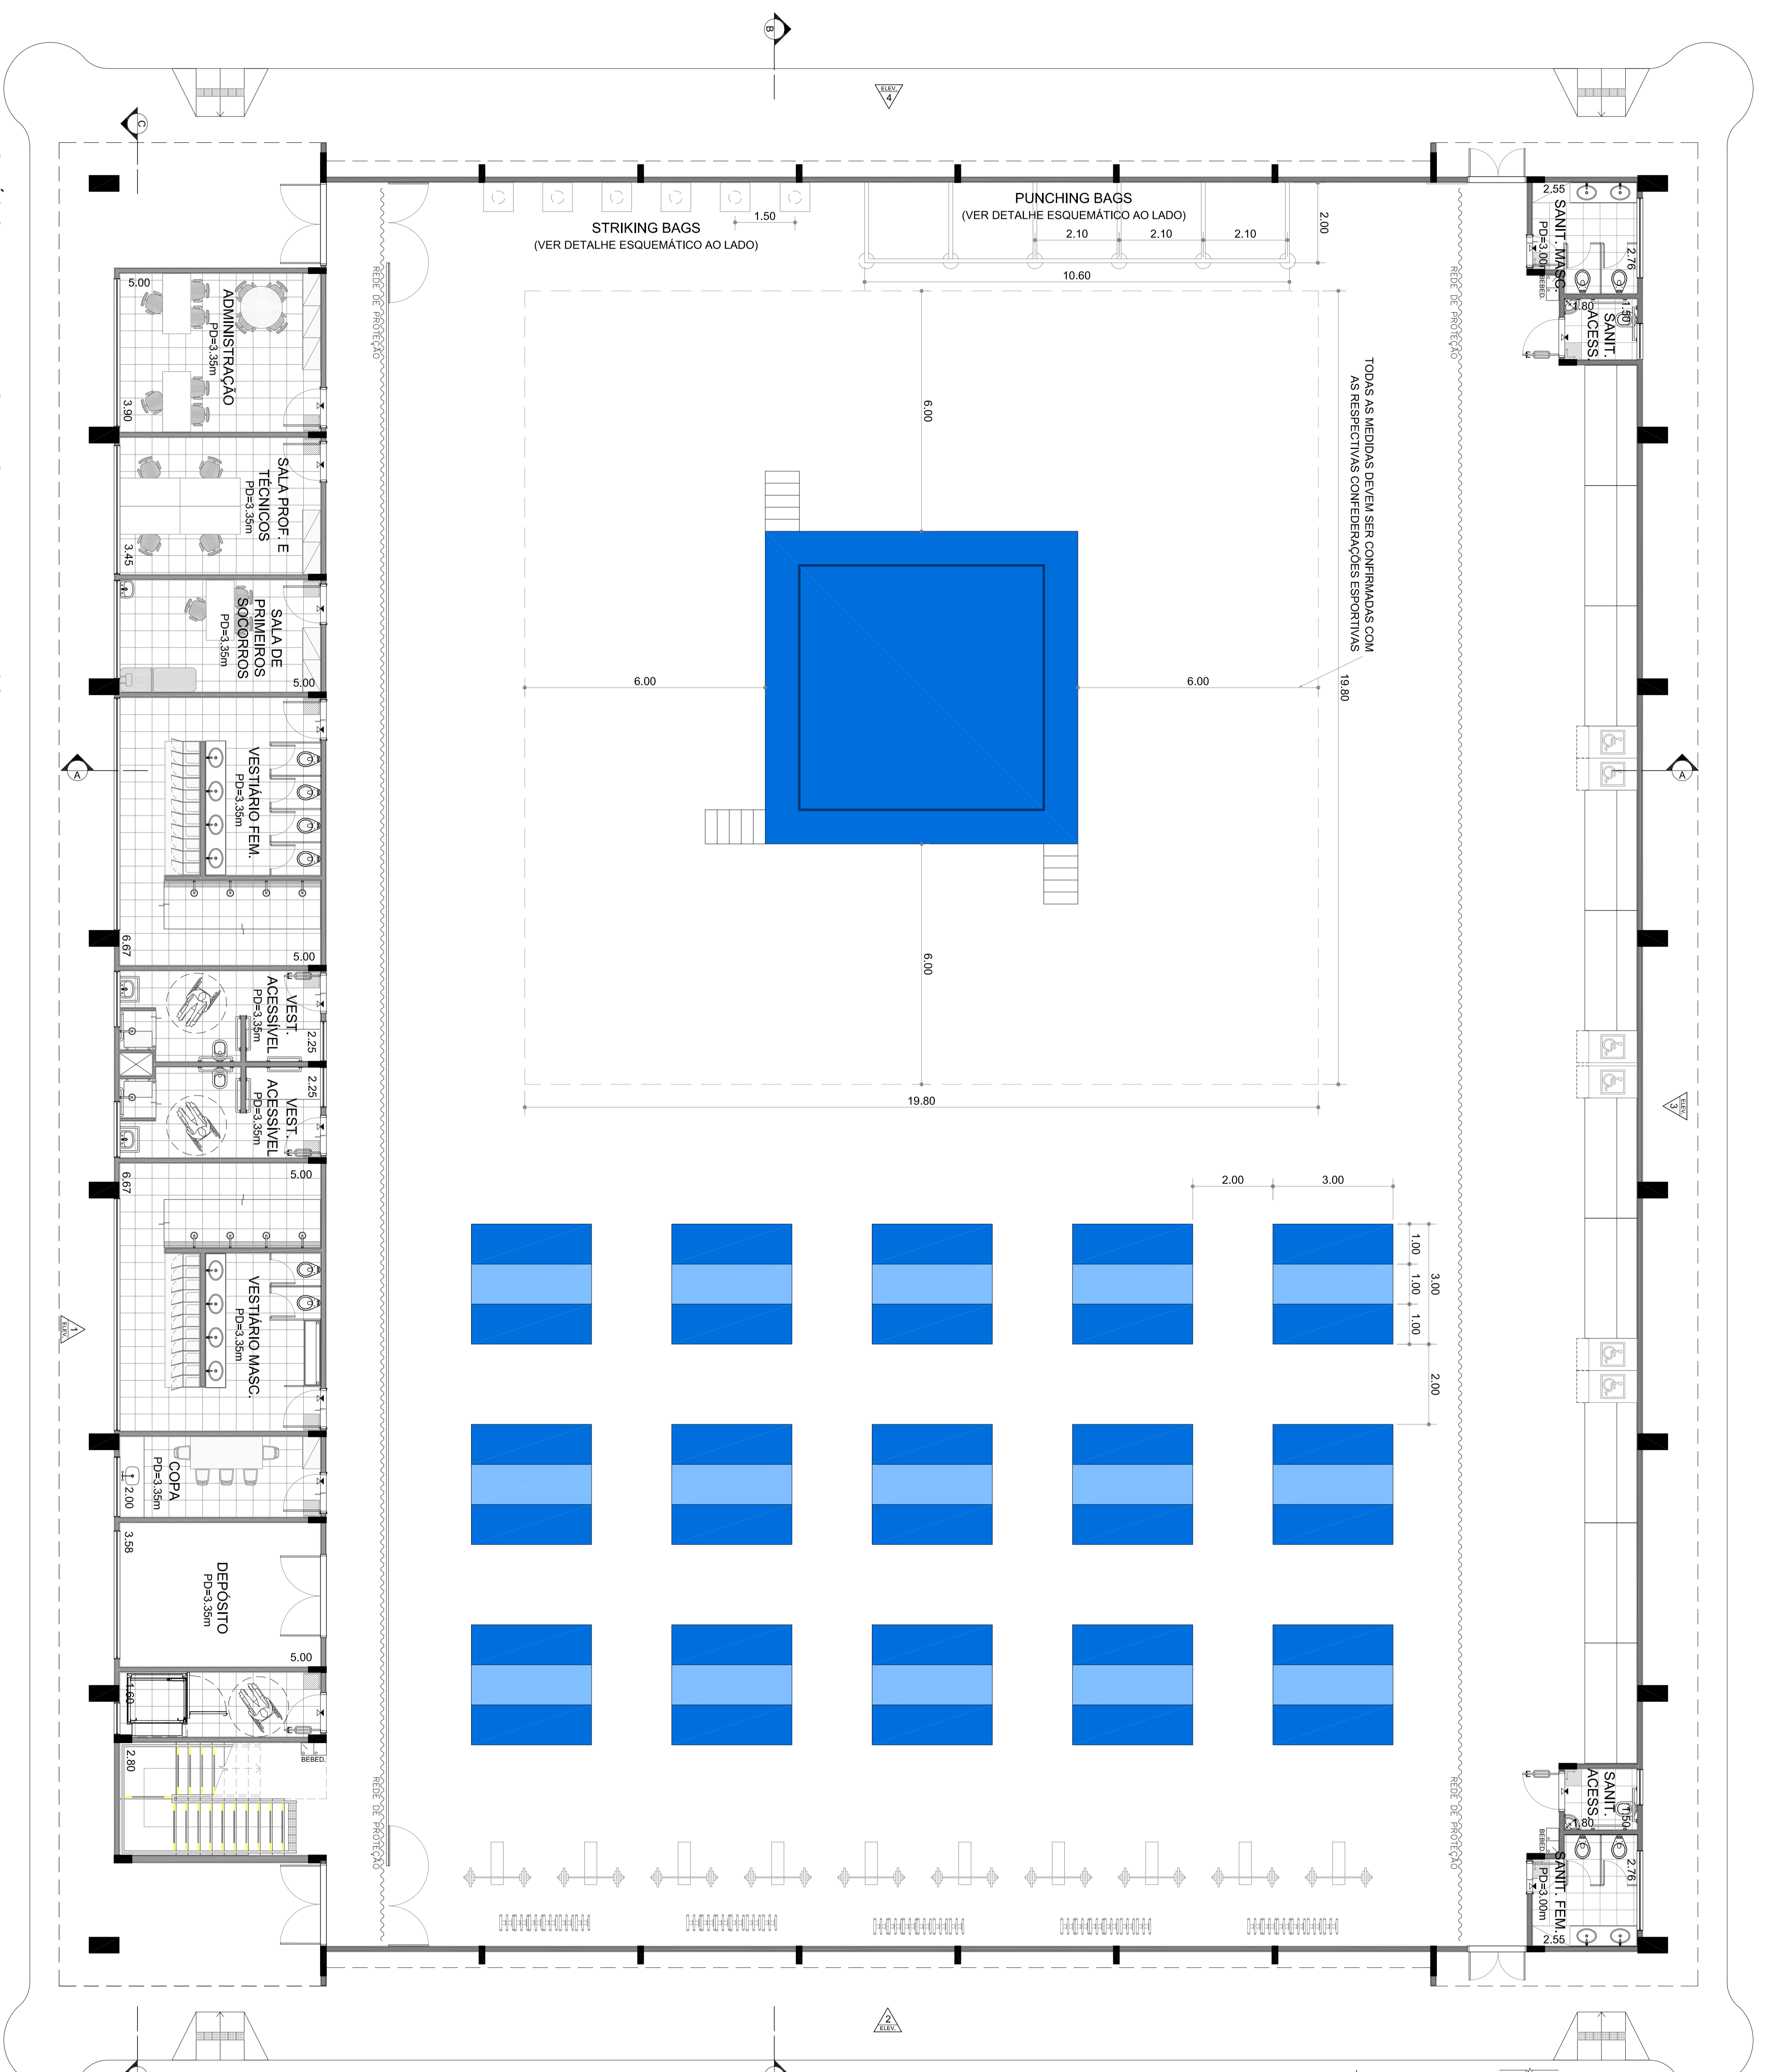 B
ELEV.
4
C
STRIKING BAGS
(VER DETALHE ESQUEMÁTICO AO LADO)
1.50
PUNCHING BAGS
(VER DETALHE ESQUEMÁTICO AO LADO)
2.10
2.10
2.10
2.00
10.60
2.55
SANIT. MASC.
PD=3.00m
2.76
BEBED.
1.80
1.50
SANIT.
ACESS.
REDE DE PROTEÇÃO
REDE DE PROTEÇÃO
5.00
ADMINISTRAÇÃO
PD=3.35m
3.90
SALA PROF. E
TÉCNICOS
PD=3.35m
3.45
SALA DE
PRIMEIROS
SOCORROS
PD=3.35m
5.00
TODAS AS MEDIDAS DEVEM SER CONFIRMADAS COM
AS RESPECTIVAS CONFEDERAÇÕES ESPORTIVAS
6.00
6.00
6.00
6.00
19.80
19.80
A
A
VESTIÁRIO FEM.
PD=3.35m
6.67
5.00
VEST.
ACESSÍVEL
PD=3.35m
2.25
VEST.
ACESSÍVEL
PD=3.35m
2.25
ELEV.
3
6.67
5.00
VESTIÁRIO MASC.
PD=3.35m
1
ELEV.
2.00
3.00
1.00
1.00
1.00
3.00
2.00
COPA
PD=3.35m
2.00
3.58
DEPÓSITO
PD=3.35m
5.00
1.60
BEBED.
2.80
REDE DE PROTEÇÃO
REDE DE PROTEÇÃO
SANIT.
ACESS.
1.50
1.80
BEBED.
SANIT. FEM.
PD=3.00m
2.76
2.55
2
ELEV.